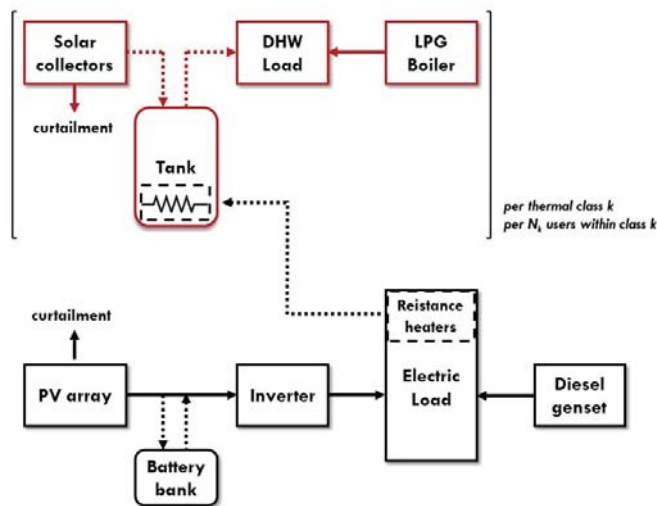 Solar
collectors
DHW
Load
LPG
Boiler
curtailment
Tank
per thermal class k
per Nk users within class k
curtailment
Reistance
heaters
PV array
Inverter
Electric
Load
Diesel
genset
Battery
bank